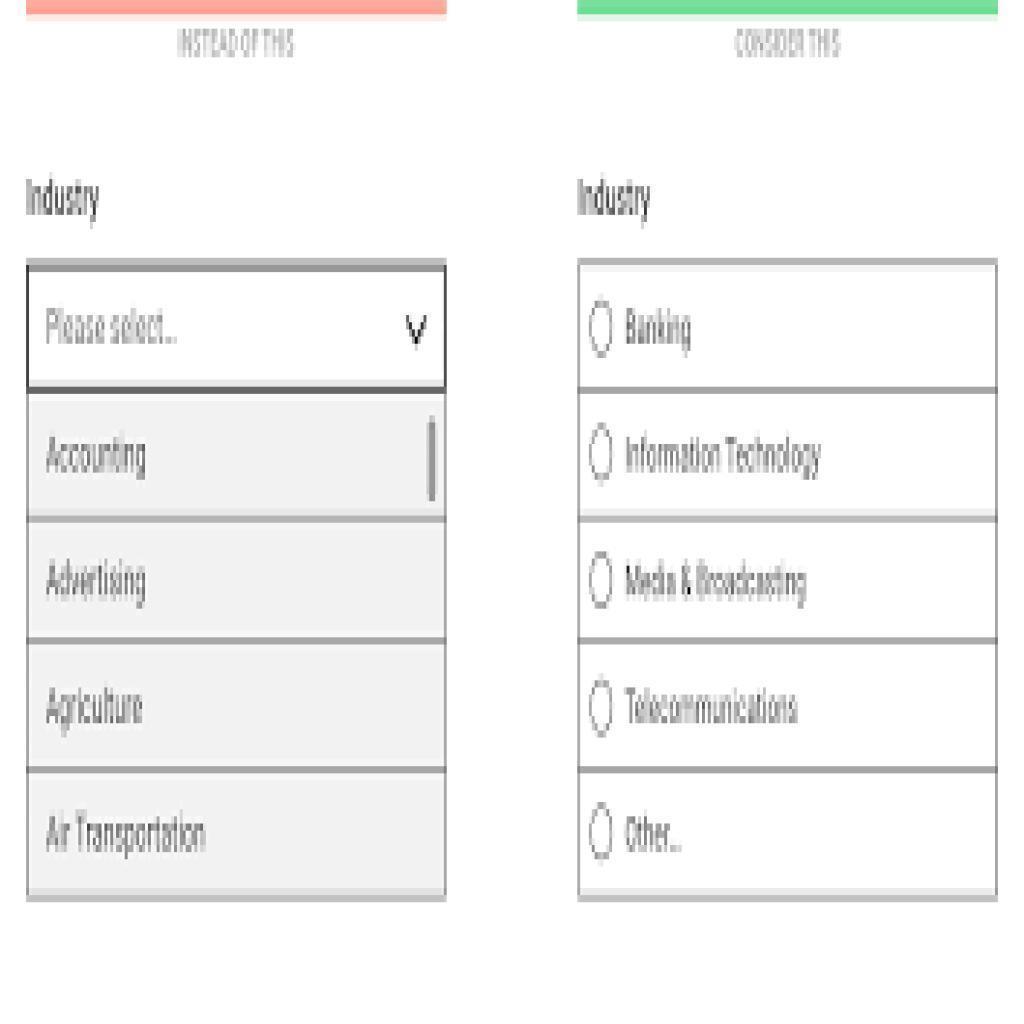 INSTEAD OF THIS
Industry
Please select...
Accounting
Advertising
Agriculture
Air Transportation
CONSIDER THIS
Industry
Banking
Information Technology
Media & Broadcasting
Telecommunications
Other...